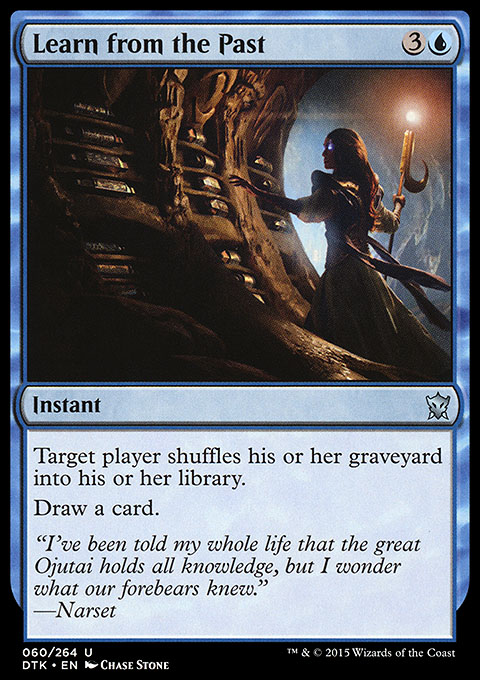 Learn from the Past 3
Instant
Target player shuffles his or her graveyard
into his or her library.
Draw a card.
“I’ve been told my whole life that the great
Ojutai holds all knowledge, but I wonder
what our forebears knew.”
—Narset
060/264 U
DTK • EN Chase Stone
™ & © 2015 Wizards of the Coast